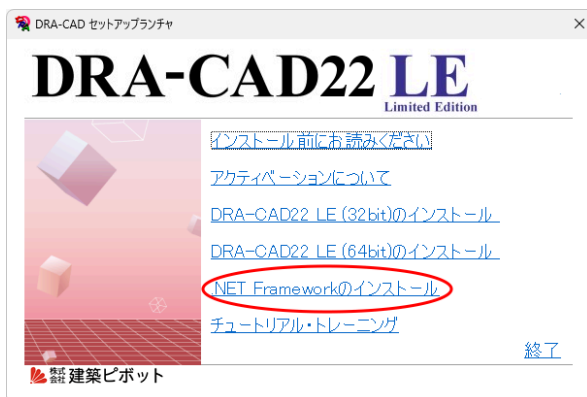 DRA-CAD セットアップランチャ
DRA-CAD22 LE
Limited Edition
インストール前にお読みください
アクティベーションについて
DRA-CAD22 LE (32bit)のインストール
DRA-CAD22 LE (64bit)のインストール
.NET Frameworkのインストール
チュートリアル・トレーニング
終了
株式会社 建築ピボット